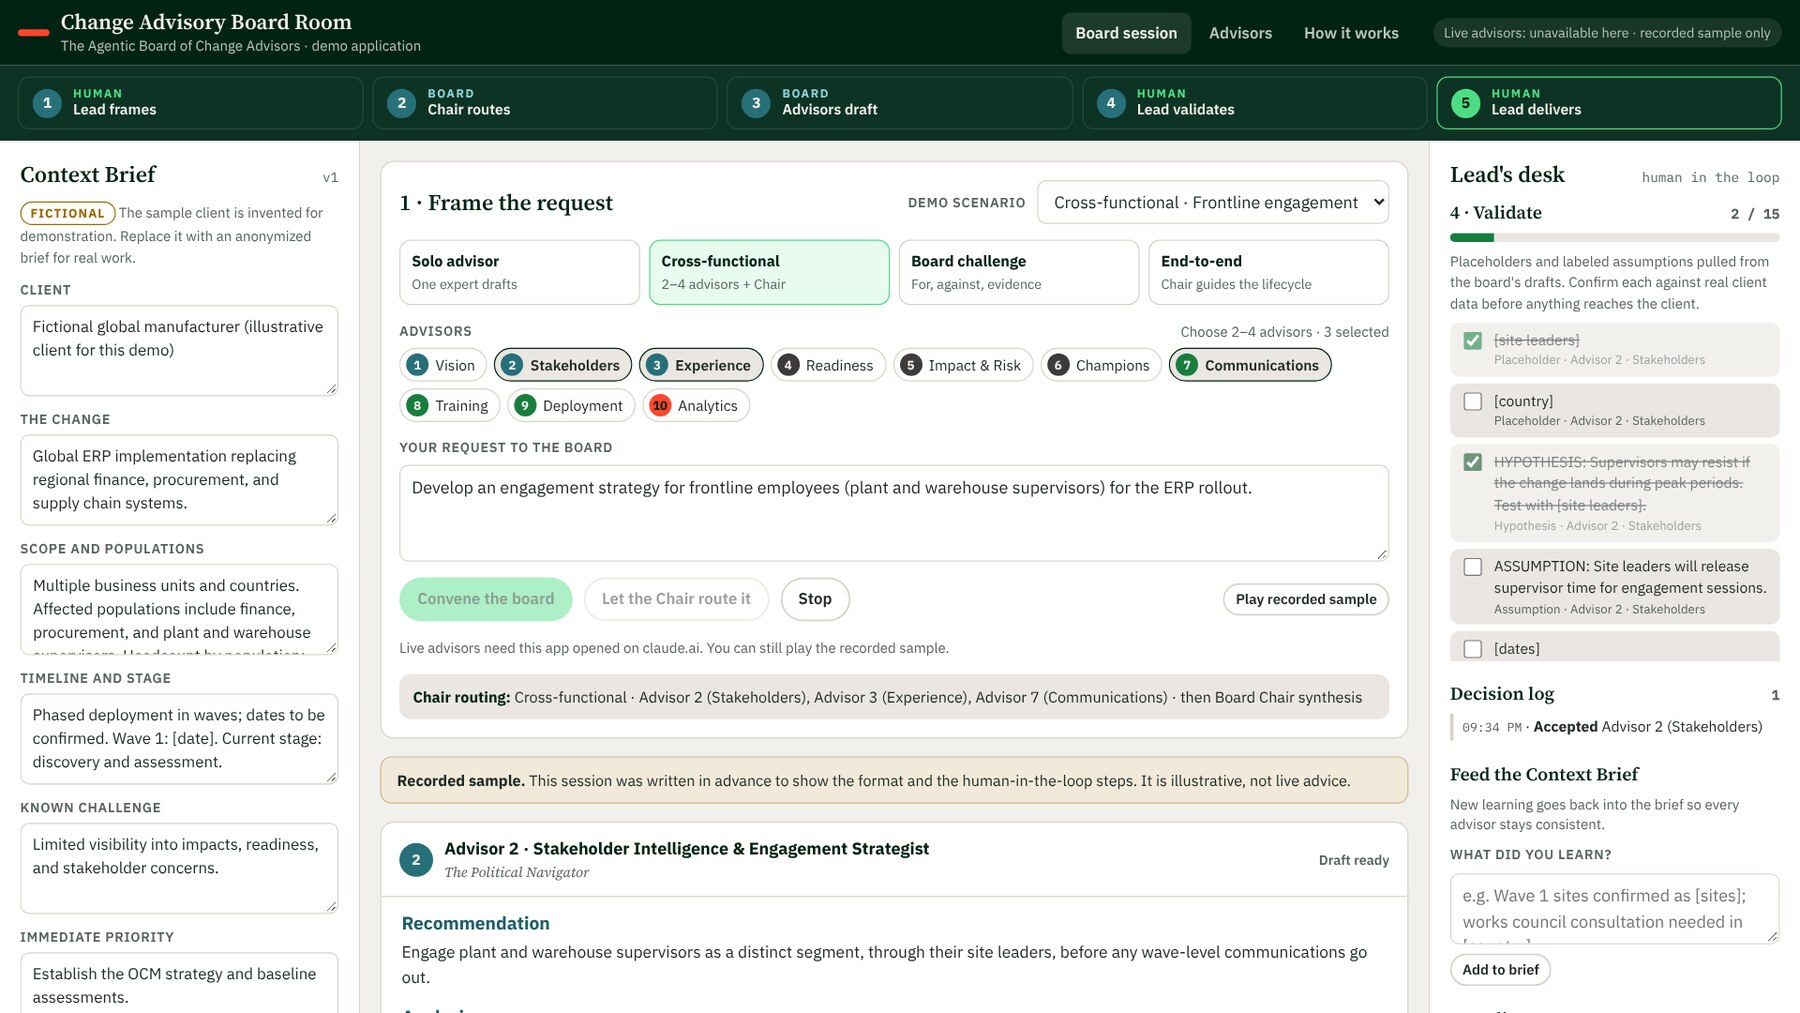 Change Advisory Board Room
The Agentic Board of Change Advisors · demo application
Board session
Advisors
How it works
Live advisors: unavailable here · recorded sample only
1
HUMAN
Lead frames
2
BOARD
Chair routes
3
BOARD
Advisors draft
4
HUMAN
Lead validates
5
HUMAN
Lead delivers
Context Brief
v1
FICTIONAL The sample client is invented for
demonstration. Replace it with an anonymized
brief for real work.
CLIENT
Fictional global manufacturer (illustrative
client for this demo)
THE CHANGE
Global ERP implementation replacing
regional finance, procurement, and
supply chain systems.
SCOPE AND POPULATIONS
Multiple business units and countries.
Affected populations include finance,
procurement, and plant and warehouse
supervisors. Headcount by population:
TIMELINE AND STAGE
Phased deployment in waves; dates to be
confirmed. Wave 1: [date]. Current stage:
discovery and assessment.
KNOWN CHALLENGE
Limited visibility into impacts, readiness,
and stakeholder concerns.
IMMEDIATE PRIORITY
Establish the OCM strategy and baseline
assessments.
1 · Frame the request
DEMO SCENARIO
Cross-functional · Frontline engagement
Solo advisor
One expert drafts
Cross-functional
2–4 advisors + Chair
Board challenge
For, against, evidence
End-to-end
Chair guides the lifecycle
ADVISORS
Choose 2–4 advisors · 3 selected
1 Vision
2 Stakeholders
3 Experience
4 Readiness
5 Impact & Risk
6 Champions
7 Communications
8 Training
9 Deployment
10 Analytics
YOUR REQUEST TO THE BOARD
Develop an engagement strategy for frontline employees (plant and warehouse supervisors) for the ERP rollout.
Convene the board
Let the Chair route it
Stop
Play recorded sample
Live advisors need this app opened on claude.ai. You can still play the recorded sample.
Chair routing: Cross-functional · Advisor 2 (Stakeholders), Advisor 3 (Experience), Advisor 7 (Communications) · then Board Chair synthesis
Recorded sample. This session was written in advance to show the format and the human-in-the-loop steps. It is illustrative, not live advice.
2
Advisor 2 · Stakeholder Intelligence & Engagement Strategist
The Political Navigator
Draft ready
Recommendation
Engage plant and warehouse supervisors as a distinct segment, through their site leaders, before any wave-level communications go
out.
Lead's desk
human in the loop
4 · Validate
2 / 15
Placeholders and labeled assumptions pulled from
the board's drafts. Confirm each against real client
data before anything reaches the client.
[site leaders]
Placeholder · Advisor 2 · Stakeholders
[country]
Placeholder · Advisor 2 · Stakeholders
HYPOTHESIS: Supervisors may resist if
the change lands during peak periods.
Test with [site leaders].
Hypothesis · Advisor 2 · Stakeholders
ASSUMPTION: Site leaders will release
supervisor time for engagement sessions.
Assumption · Advisor 2 · Stakeholders
[dates]
Decision log
1
09:34 PM · Accepted Advisor 2 (Stakeholders)
Feed the Context Brief
New learning goes back into the brief so every
advisor stays consistent.
WHAT DID YOU LEARN?
e.g. Wave 1 sites confirmed as [sites];
works council consultation needed in
Add to brief